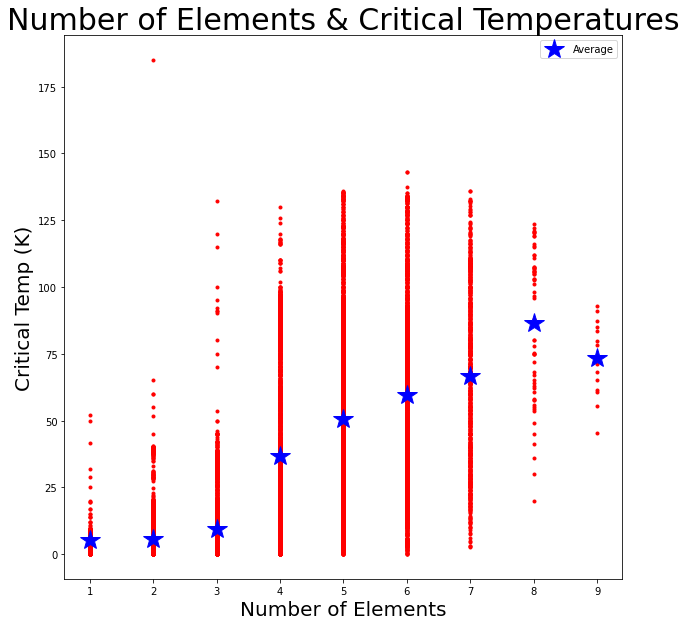 Number of Elements & Critical Temperatures
Average
175
150
125
100
75
50
25
0
Critical Temp (K)
1 2 3 4 5 6 7 8 9
Number of Elements